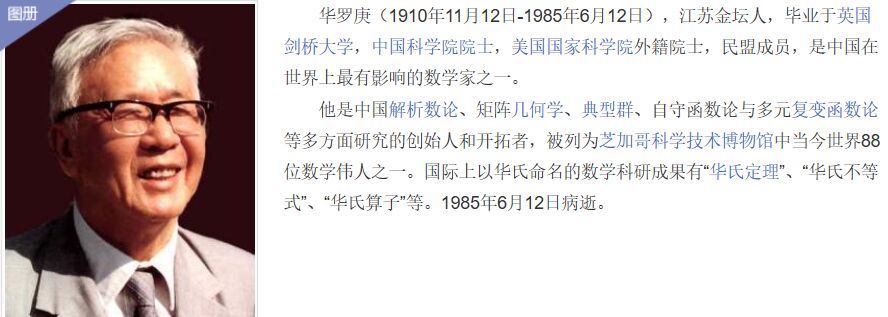 图册
华罗庚（1910年11月12日-1985年6月12日），江苏金坛人，毕业于英国
剑桥大学，中国科学院院士，美国国家科学院外籍院士，民盟成员，是中国在
世界上最有影响的数学家之一。
他是中国解析数论、矩阵几何学、典型群、自守函数论与多元复变函数论
等多方面研究的创始人和开拓者，被列为芝加哥科学技术博物馆中当今世界88
位数学伟人之一。国际上以华氏命名的数学科研成果有“华氏定理”、“华氏不等
式”、“华氏算子”等。1985年6月12日病逝。